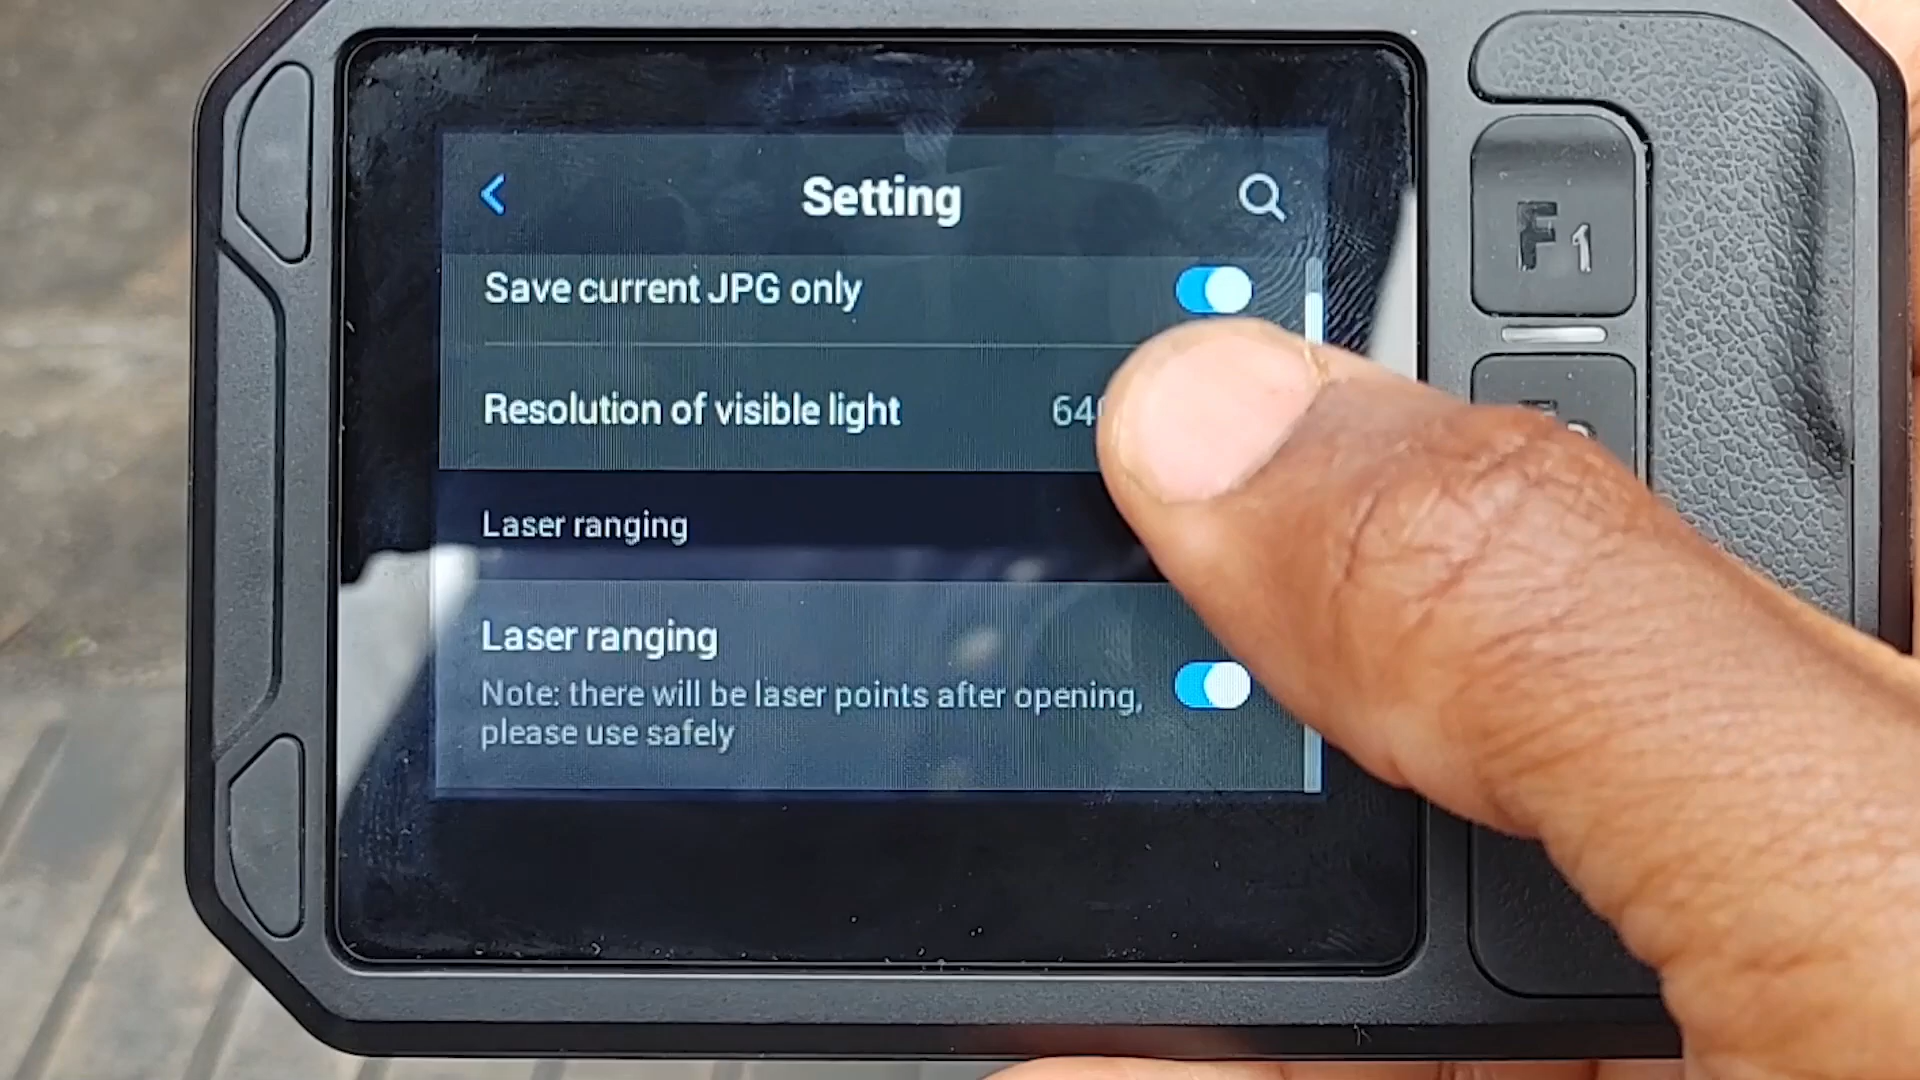 Setting
Save current JPG only
Resolution of visible light
Laser ranging
Laser ranging
Note: there will be laser points after opening,
please use safely
F1